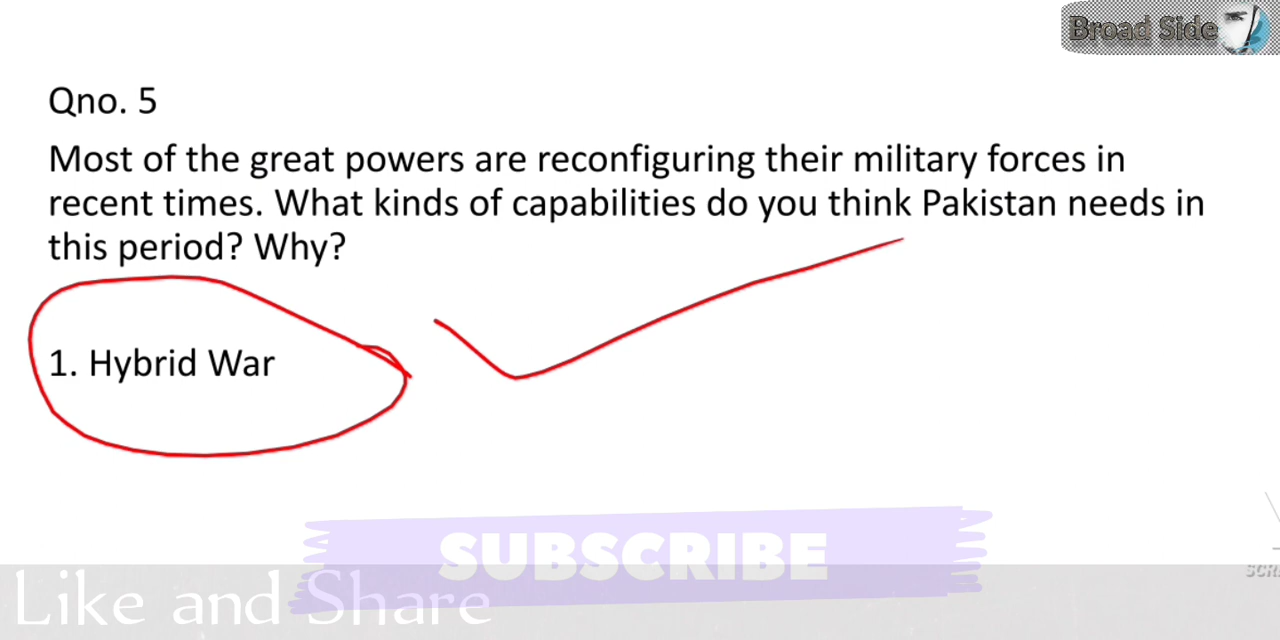 Broad Side
Qno. 5
Most of the great powers are reconfiguring their military forces in
recent times. What kinds of capabilities do you think Pakistan needs in
this period? Why?
1. Hybrid War
SUBSCRIBE
Like and Share